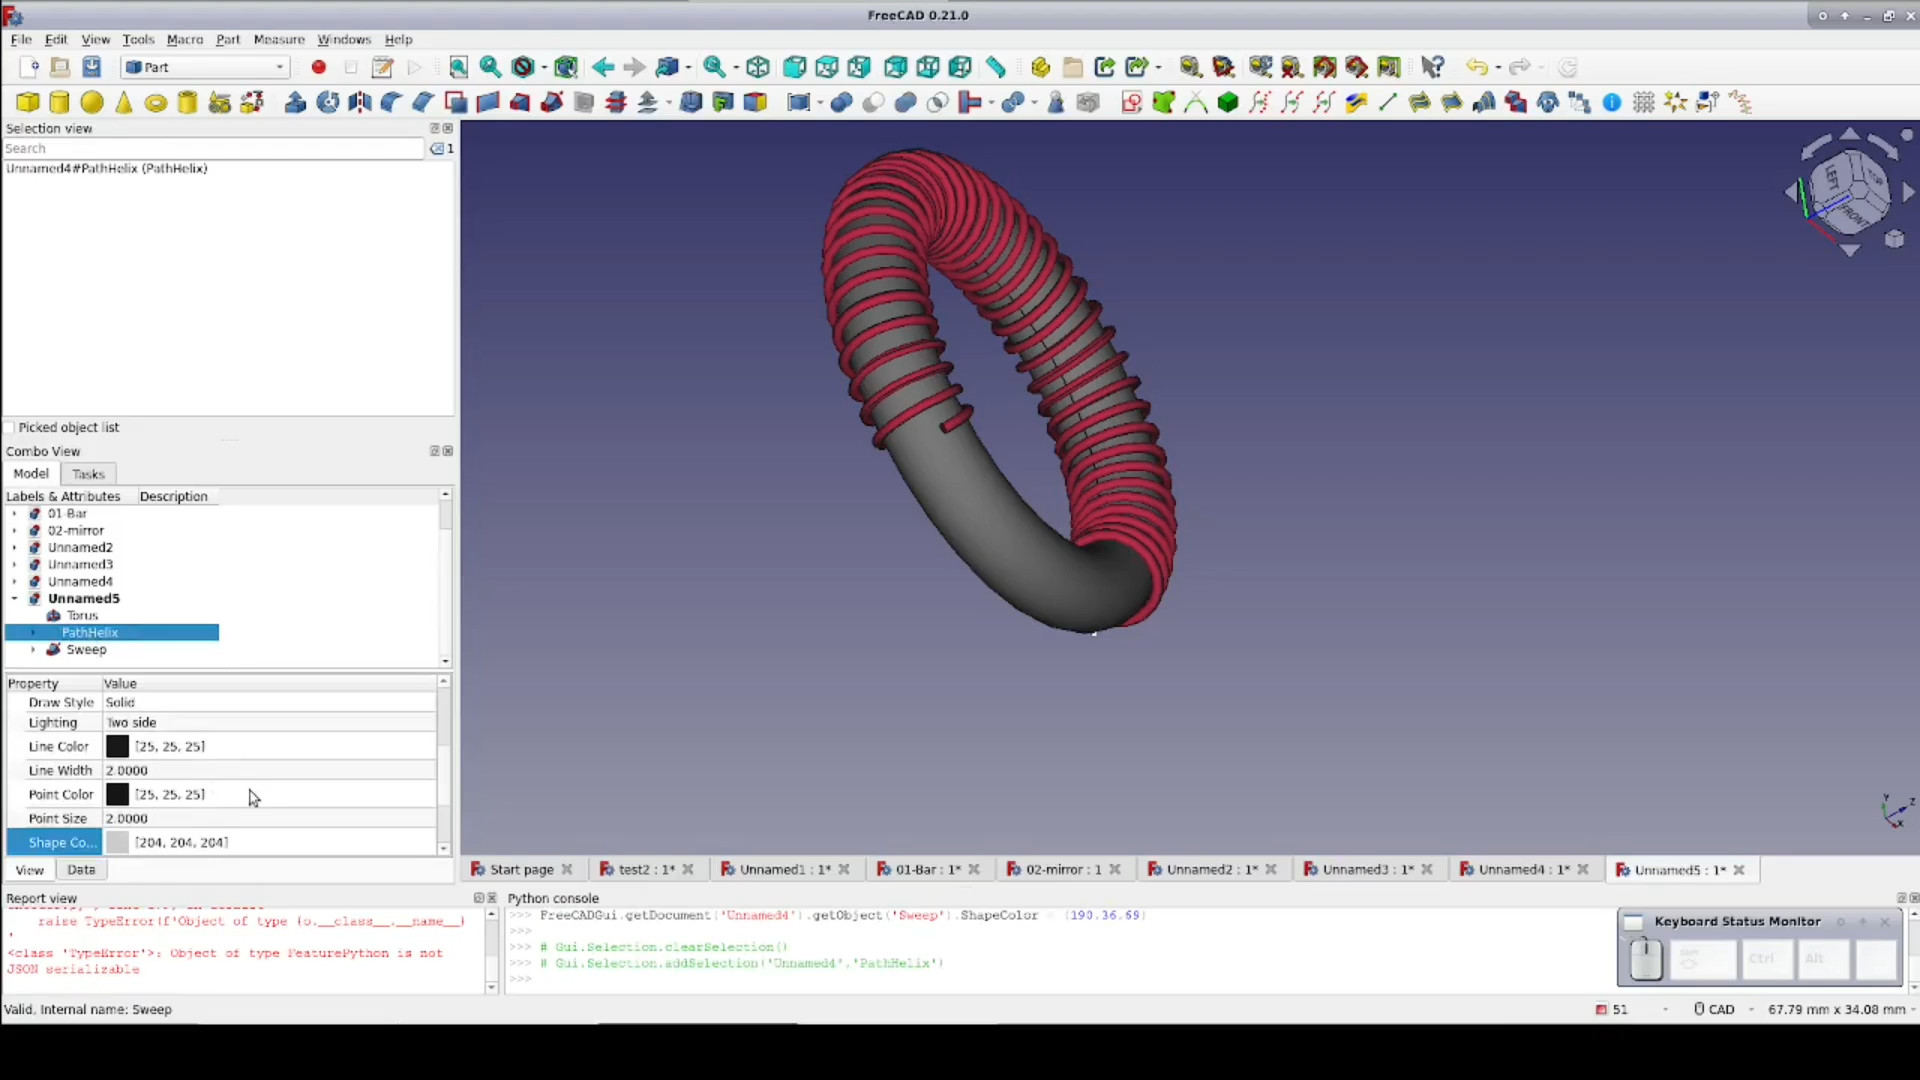 FreeCAD 0.21.0
File Edit View Tools Macro Part Measure Windows Help
Part
Selection view
Search
1
Unnamed4#PathHelix (PathHelix)
LEFT
TOP
FRONT
Picked object list
Combo View
Model Tasks
Labels & Attributes Description
01-Bar
02-mirror
Unnamed2
Unnamed3
Unnamed4
Unnamed5
Torus
PathHelix
Sweep
Property Value
Draw Style Solid
Lighting Two side
Line Color [25, 25, 25]
Line Width 2.0000
Point Color [25, 25, 25]
Point Size 2.0000
Shape Co... [204, 204, 204]
Y
Z
X
View Data
Start page test2 : 1* Unnamed1 : 1* 01-Bar : 1* 02-mirror : 1 Unnamed2 : 1* Unnamed3 : 1* Unnamed4 : 1* Unnamed5 : 1*
Report view
raise TypeError(f'Object of type {o.__class__.__name__}
'
<class 'TypeError'>: Object of type FeaturePython is not
JSON serializable
Python console
>>> FreeCADGui.getDocument('Unnamed4').getObject('Sweep').ShapeColor = (190,36,69)
>>>
>>> # Gui.Selection.clearSelection()
>>> # Gui.Selection.addSelection('Unnamed4','PathHelix')
>>>
Keyboard Status Monitor
Ctrl Alt
Valid, Internal name: Sweep
51 CAD 67.79 mm x 34.08 mm